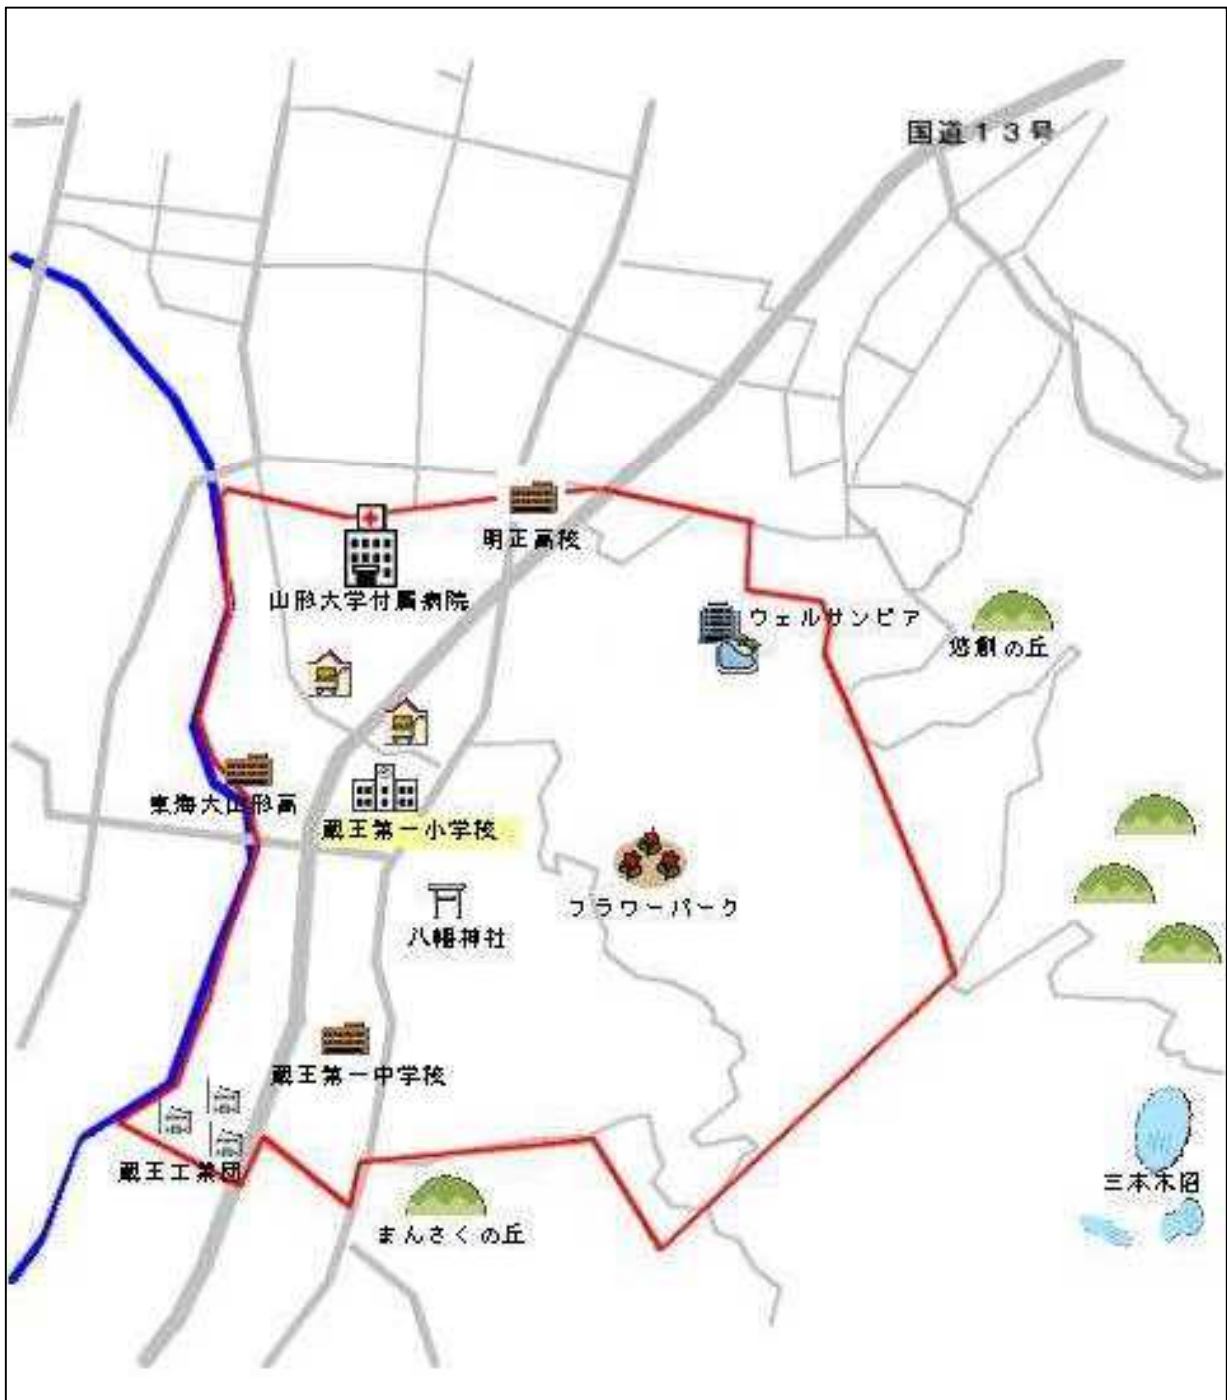 国道13号
明正高校
山形大学付属病院
ウェルサンピア
悠創の丘
東海大山形高
蔵王第一小学校
フラワーパーク
八幡神社
蔵王第一中学校
蔵王工業団
三本木沼
まんさくの丘